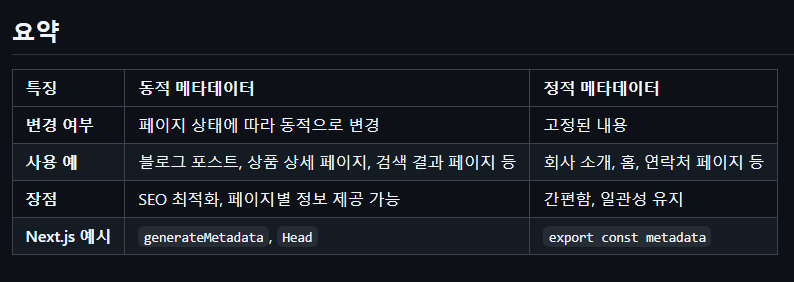 요약
특징 동적 메타데이터 정적 메타데이터
변경 여부 페이지 상태에 따라 동적으로 변경 고정된 내용
사용 예 블로그 포스트, 상품 상세 페이지, 검색 결과 페이지 등 회사 소개, 홈, 연락처 페이지 등
장점 SEO 최적화, 페이지별 정보 제공 가능 간편함, 일관성 유지
Next.js 예시 generateMetadata, Head export const metadata